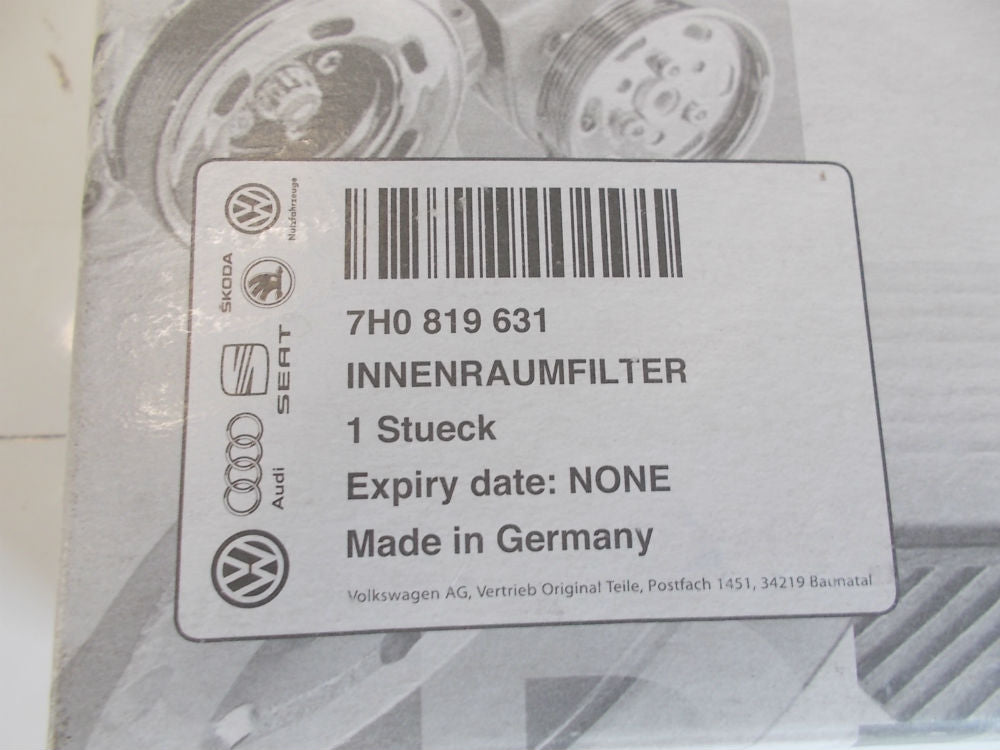 Nutzfahrzeuge
ŠKODA
SEAT
Audi
7H0 819 631
INNENRAUMFILTER
1 Stueck
Expiry date: NONE
Made in Germany
Volkswagen AG, Vertrieb Original Teile, Postfach 1451, 34219 Baunatal